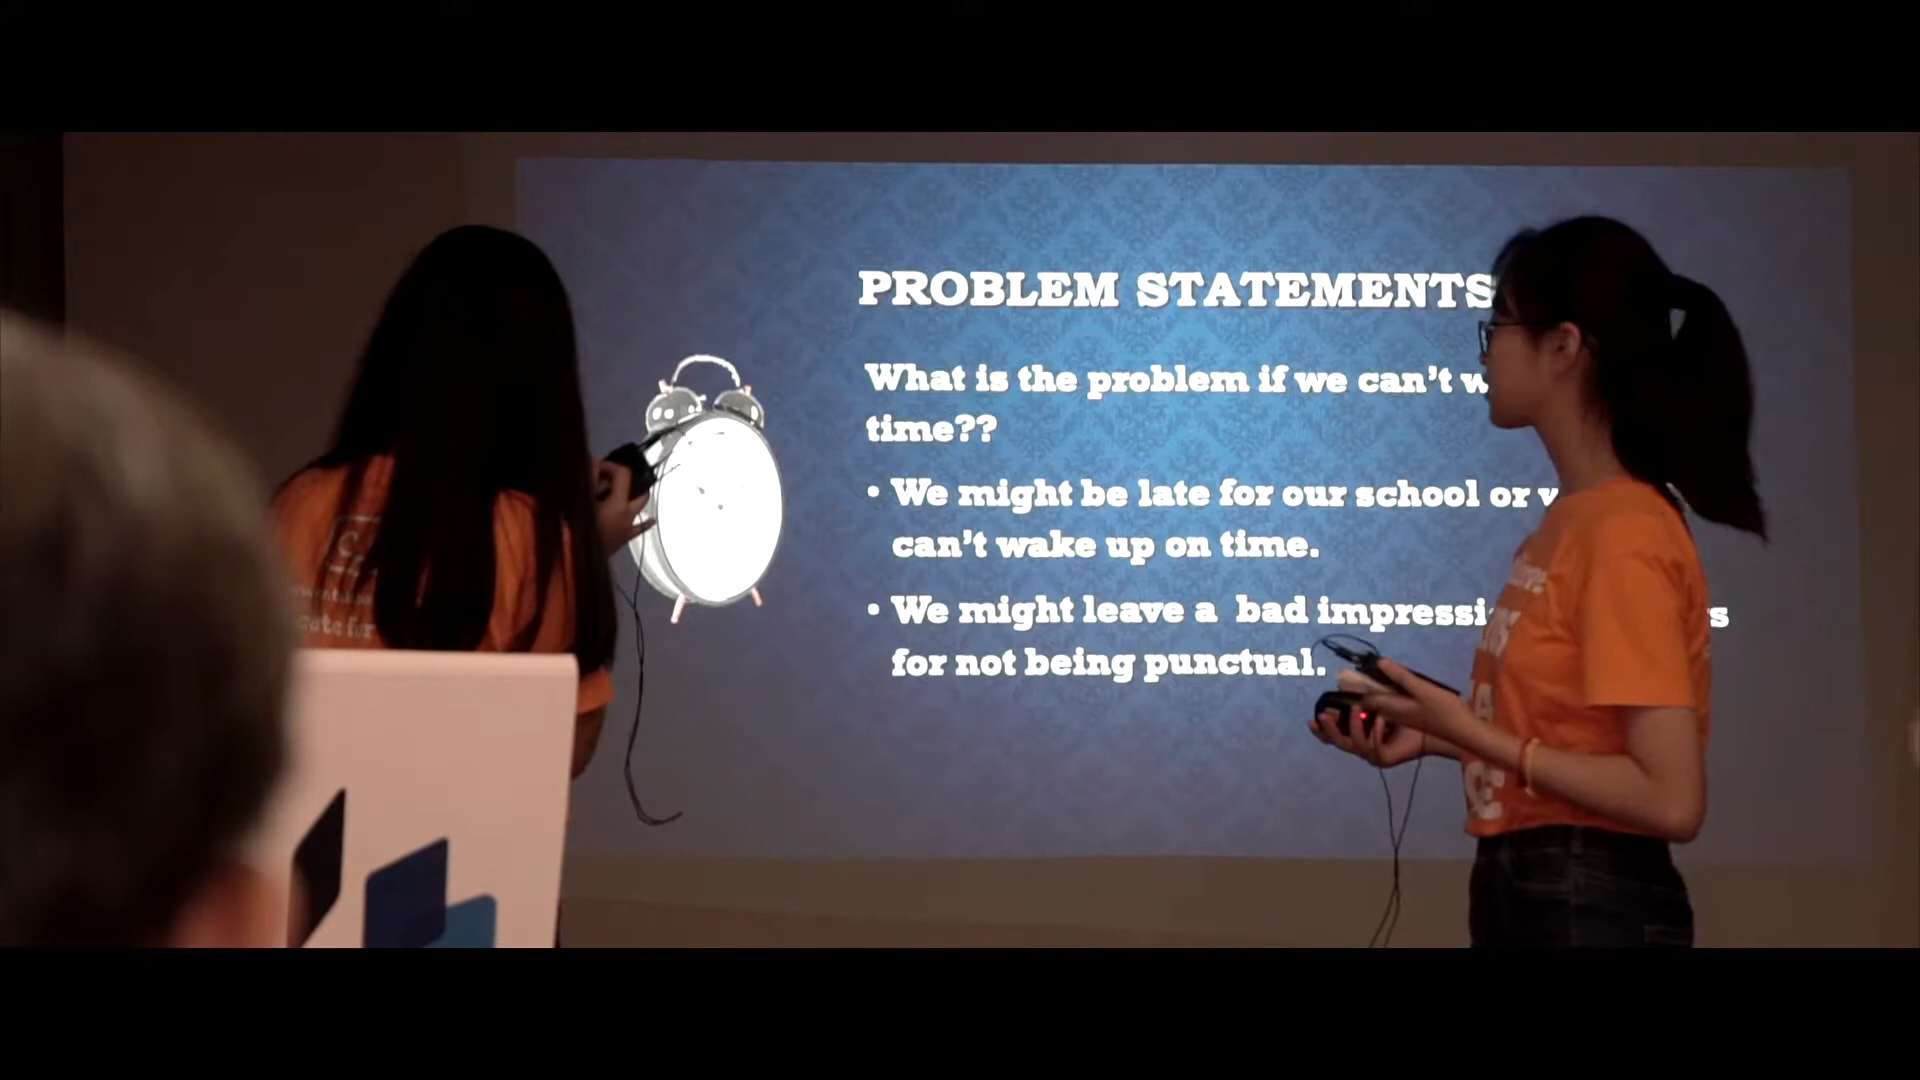 PROBLEM STATEMENTS
What is the problem if we can't
time??
• We might be late for our school or
can't wake up on time.
• We might leave a bad
for not being punctual.